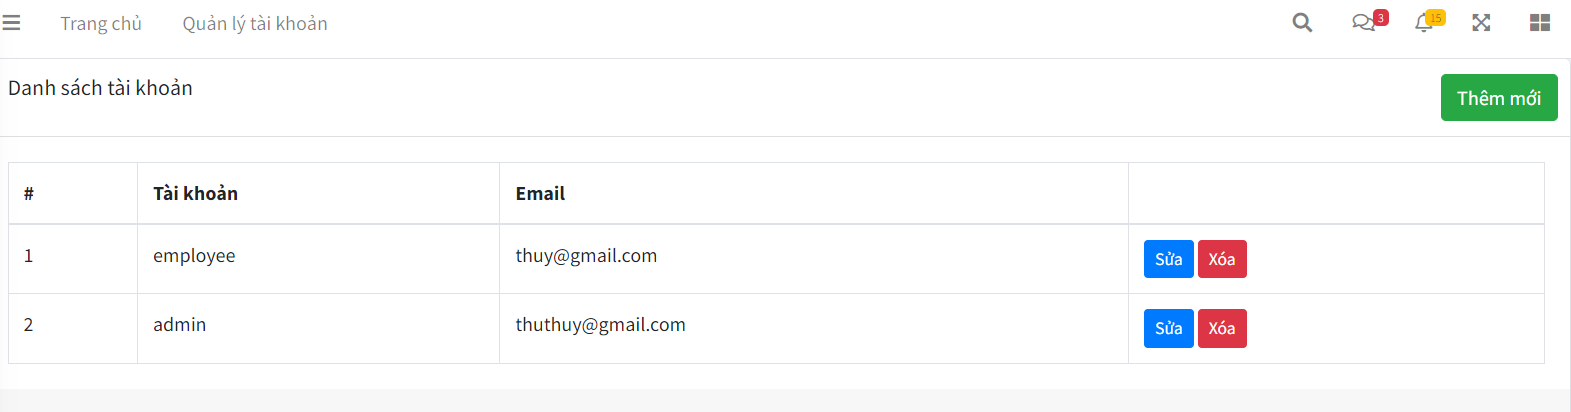 Trang chủ Quản lý tài khoản 3 15
Danh sách tài khoản Thêm mới
# Tài khoản Email
1 employee thuy@gmail.com Sửa Xóa
2 admin thuthuy@gmail.com Sửa Xóa